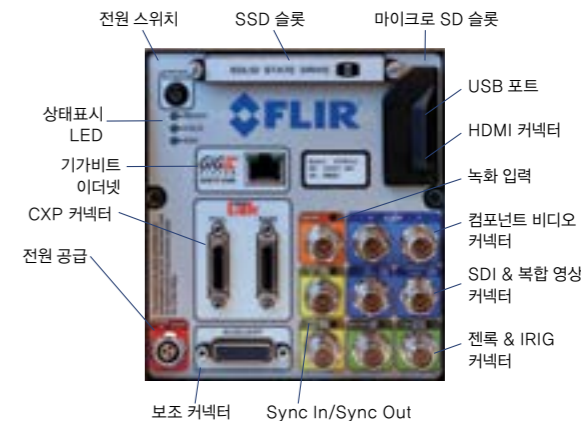 전원 스위치
SSD 슬롯
마이크로 SD 슬롯
USB 포트
HDMI 커넥터
녹화 입력
컴포넌트 비디오
커넥터
SDI & 복합 영상
커넥터
젠록 & IRIG
커넥터
상태표시
LED
기가비트
이더넷
CXP 커넥터
전원 공급
보조 커넥터
Sync In/Sync Out
SOLID STATE DRIVE
FLIR
AUXILIARY